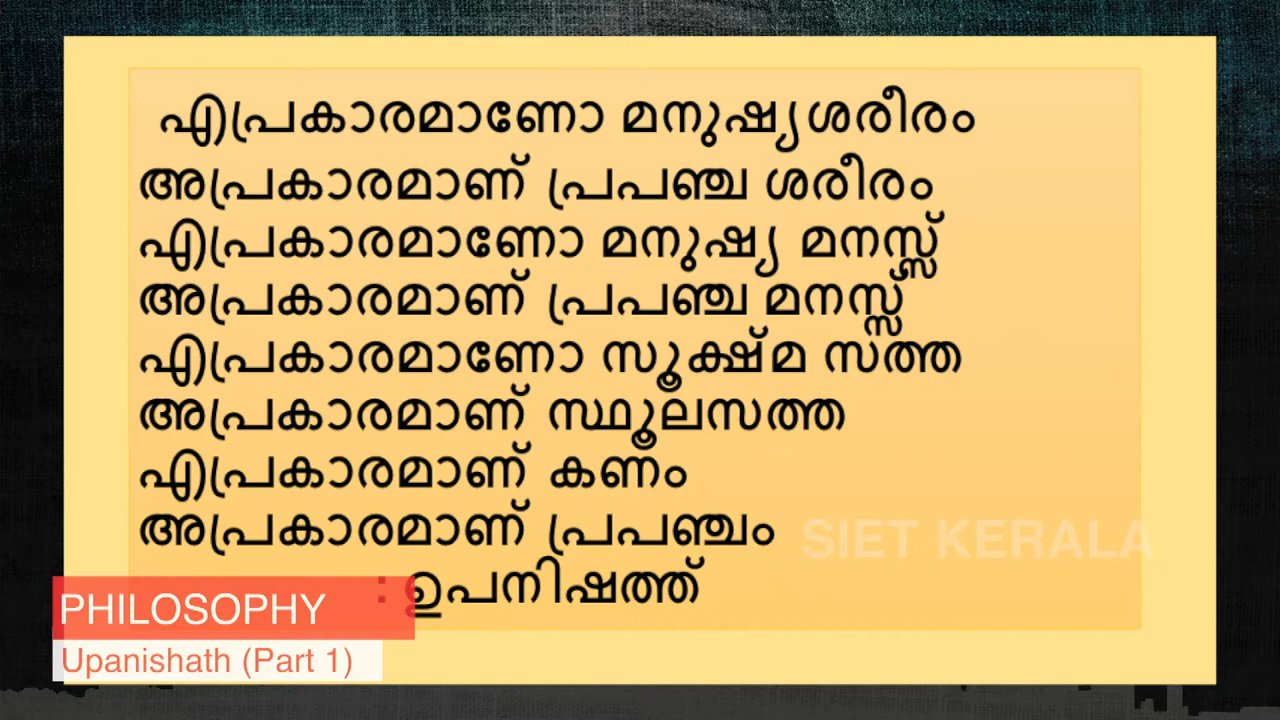 എപ്രകാരമാണോ മനുഷ്യശരീരം
അപ്രകാരമാണ് പ്രപഞ്ച ശരീരം
എപ്രകാരമാണോ മനുഷ്യ മനസ്സ്
അപ്രകാരമാണ് പ്രപഞ്ച മനസ്സ്
എപ്രകാരമാണോ സൂക്ഷ്മ സത്ത
അപ്രകാരമാണ് സ്ഥൂലസത്ത
എപ്രകാരമാണ് കണം
അപ്രകാരമാണ് പ്രപഞ്ചം
SIET KERALA
: ഉപനിഷത്ത്
PHILOSOPHY
Upanishath (Part 1)